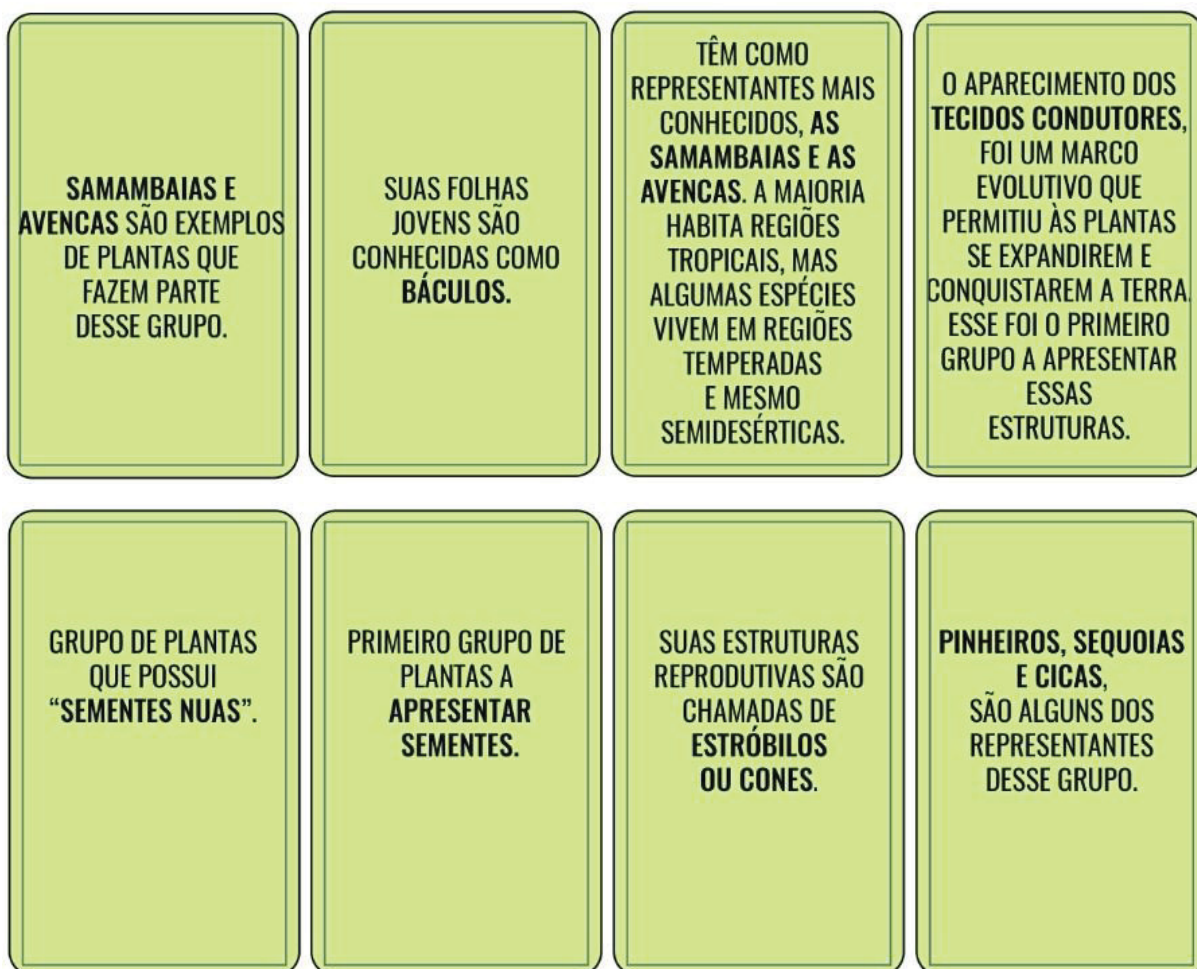 SAMAMBAIAS E
AVENCAS SÃO EXEMPLOS
DE PLANTAS QUE
FAZEM PARTE
DESSE GRUPO.
SUAS FOLHAS
JOVENS SÃO
CONHECIDAS COMO
BÁCULOS.
TÊM COMO
REPRESENTANTES MAIS
CONHECIDOS, AS
SAMAMBAIAS E AS
AVENCAS. A MAIORIA
HABITA REGIÕES
TROPICAIS, MAS
ALGUMAS ESPÉCIES
VIVEM EM REGIÕES
TEMPERADAS
E MESMO
SEMIDESÉRTICAS.
O APARECIMENTO DOS
TECIDOS CONDUTORES,
FOI UM MARCO
EVOLUTIVO QUE
PERMITIU ÀS PLANTAS
SE EXPANDIREM E
CONQUISTAREM A TERRA.
ESSE FOI O PRIMEIRO
GRUPO A APRESENTAR
ESSAS
ESTRUTURAS.
GRUPO DE PLANTAS
QUE POSSUI
“SEMENTES NUAS”.
PRIMEIRO GRUPO DE
PLANTAS A
APRESENTAR
SEMENTES.
SUAS ESTRUTURAS
REPRODUTIVAS SÃO
CHAMADAS DE
ESTRÓBILOS
OU CONES.
PINHEIROS, SEQUOIAS
E CICAS,
SÃO ALGUNS DOS
REPRESENTANTES
DESSE GRUPO.